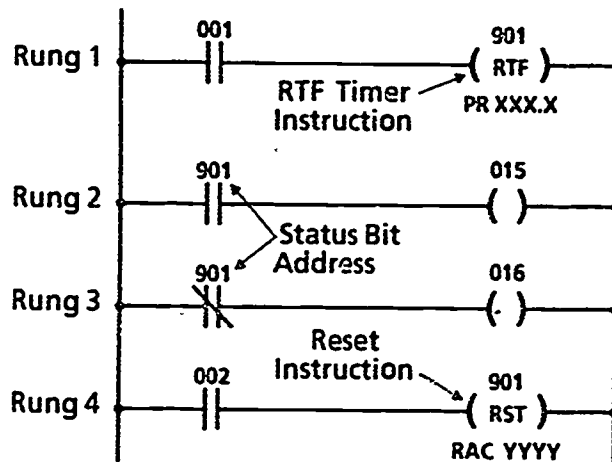 001
901
Rung 1
RTF
RTF Timer
Instruction
PR XXX.X
901
015
Rung 2
Status Bit
Address
901
016
Rung 3
Reset
Instruction
002
901
Rung 4
RST
RAC YYYY